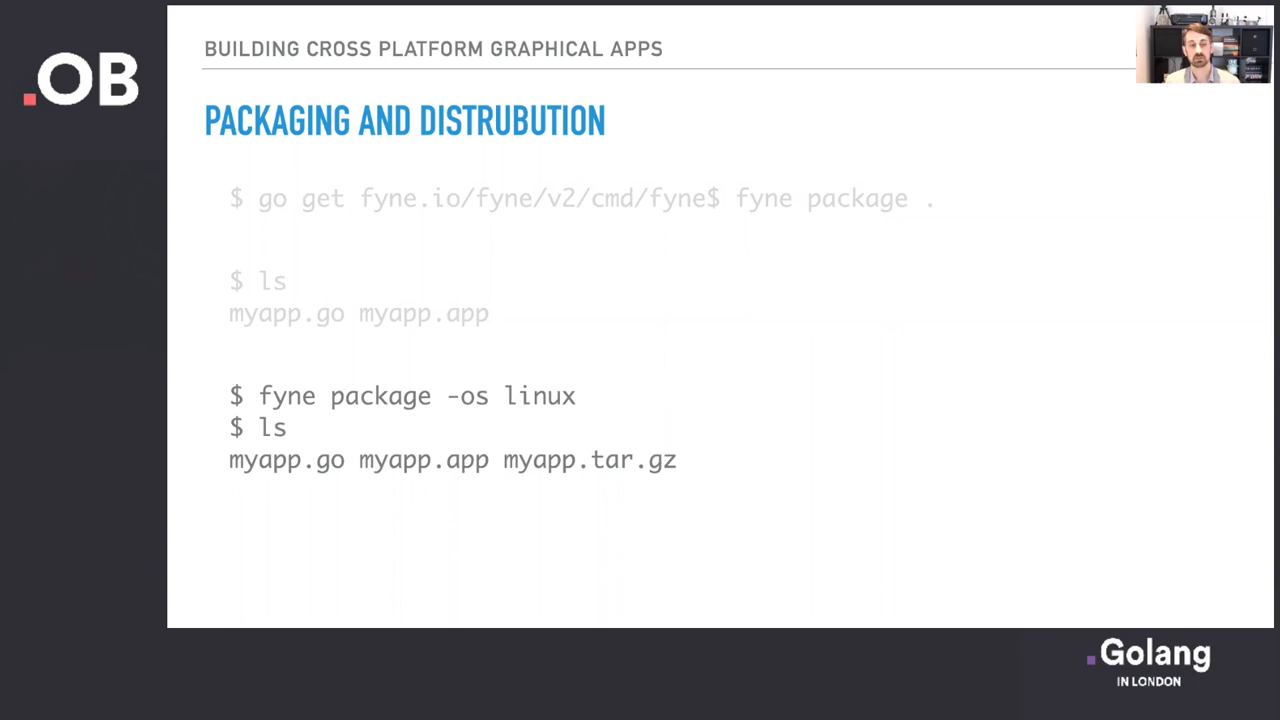 .OB
BUILDING CROSS PLATFORM GRAPHICAL APPS
PACKAGING AND DISTRUBUTION
$ go get fyne.io/fyne/v2/cmd/fyne$ fyne package .
$ ls
myapp.go myapp.app
$ fyne package -os linux
$ ls
myapp.go myapp.app myapp.tar.gz
.Golang
IN LONDON